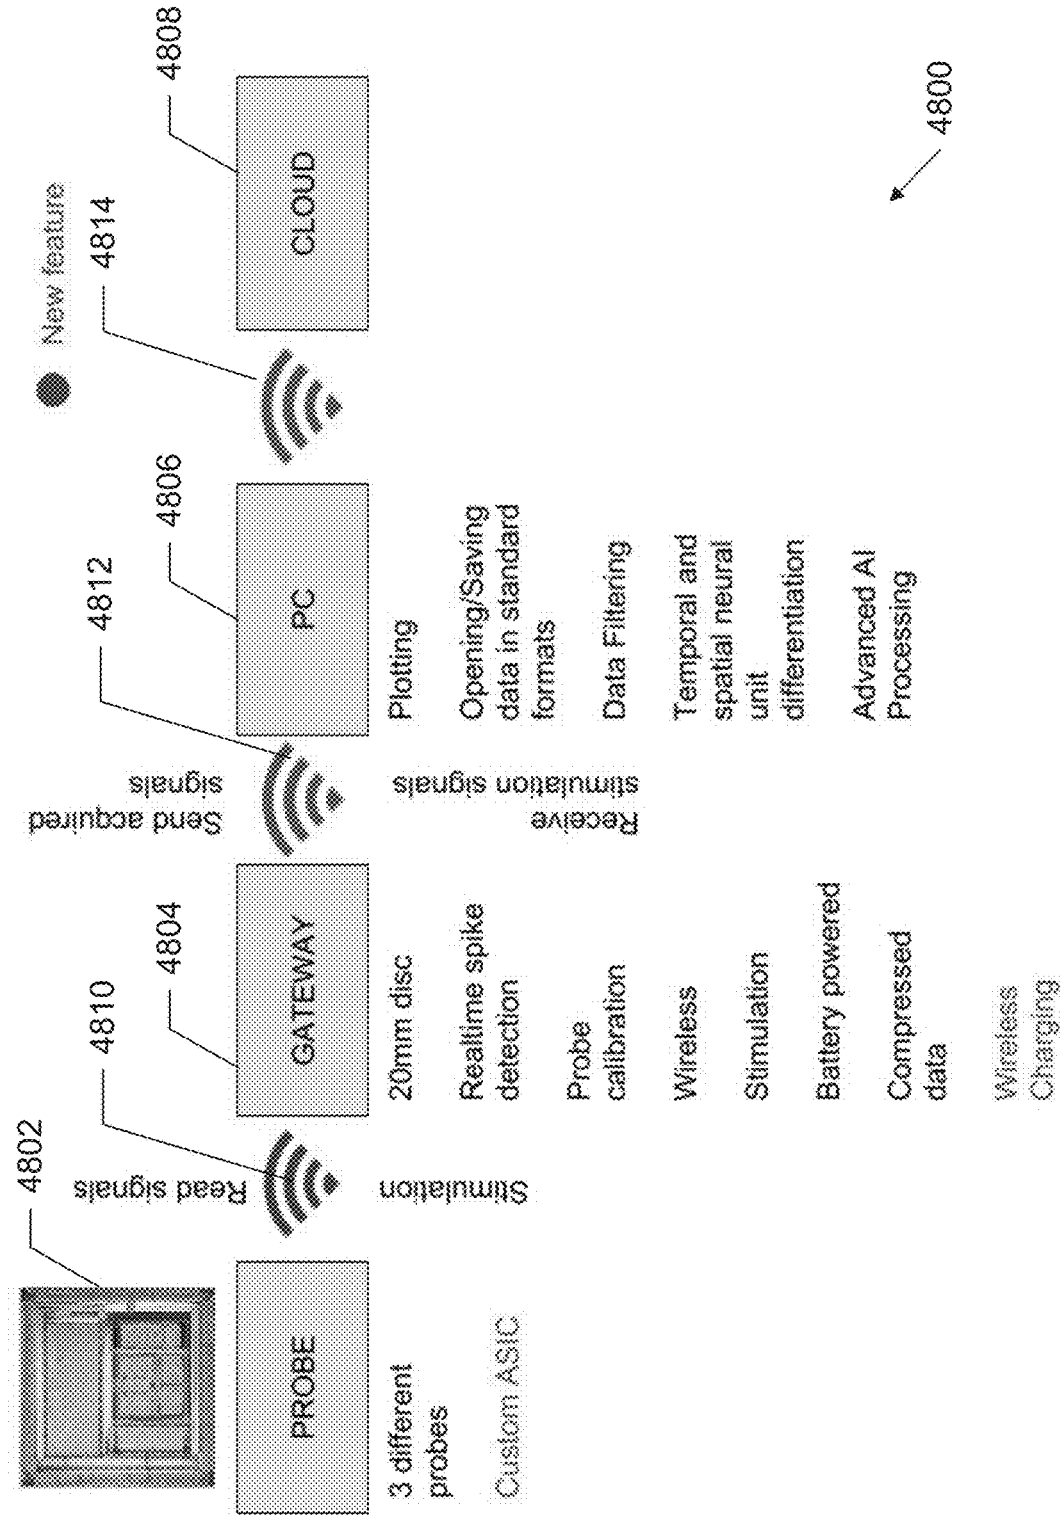 New feature
4802
4810
4804
4812
4806
4814
4808
Read signals
Send acquired
signals
PROBE
GATEWAY
PC
CLOUD
3 different
probes
Custom ASIC
Stimulation
20mm disc
Realtime spike
detection
Probe
calibration
Wireless
Stimulation
Battery powered
Compressed
data
Wireless
Charging
Receive
stimulation signals
Plotting
Opening/Saving
data in standard
formats
Data Filtering
Temporal and
spatial neural
unit
differentiation
Advanced AI
Processing
4800